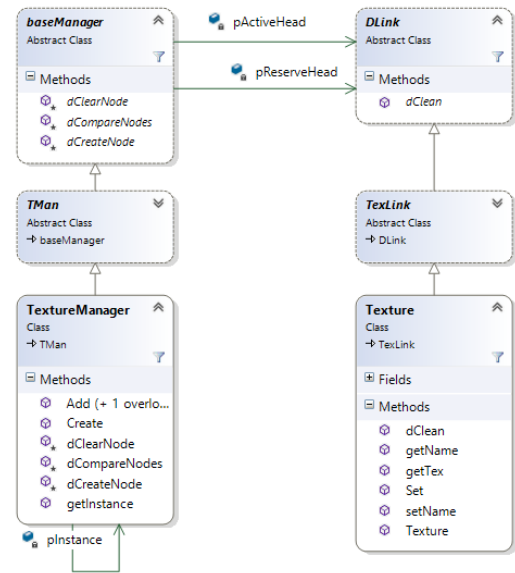 baseManager
Abstract Class
Methods
dClearNode
dCompareNodes
dCreateNode
pActiveHead
pReserveHead
DLink
Abstract Class
Methods
dClean
TMan
Abstract Class
baseManager
TexLink
Abstract Class
DLink
TextureManager
Class
TMan
Methods
Add (+ 1 overlo...
Create
dClearNode
dCompareNodes
dCreateNode
getInstance
pInstance
Texture
Class
TexLink
Fields
Methods
dClean
getName
getTex
Set
setName
Texture